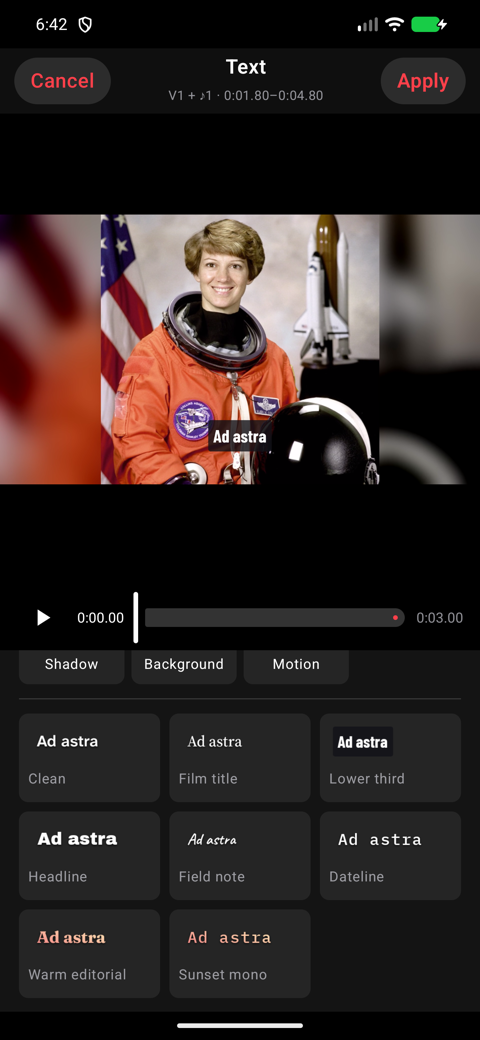 6:42
Cancel
Text
Apply
V1 + ♪1 · 0:01.80–0:04.80
Ad astra
0:00.00
0:03.00
Shadow
Background
Motion
Ad astra
Ad astra
Ad astra
Clean
Film title
Lower third
Ad astra
Ad astra
Ad astra
Headline
Field note
Dateline
Ad astra
Ad astra
Warm editorial
Sunset mono